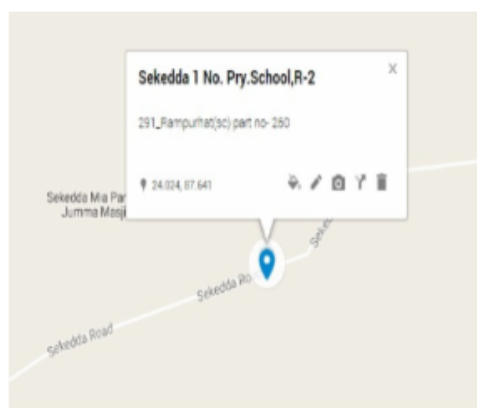 Sekedda 1 No. Pry.School,R-2
X
291_Rampurhat(sc) part no- 260
24.024, 87.641
Sekedda Mia Par
Jumma Masji
Seked
Sekedda Ro
Sekedda Road